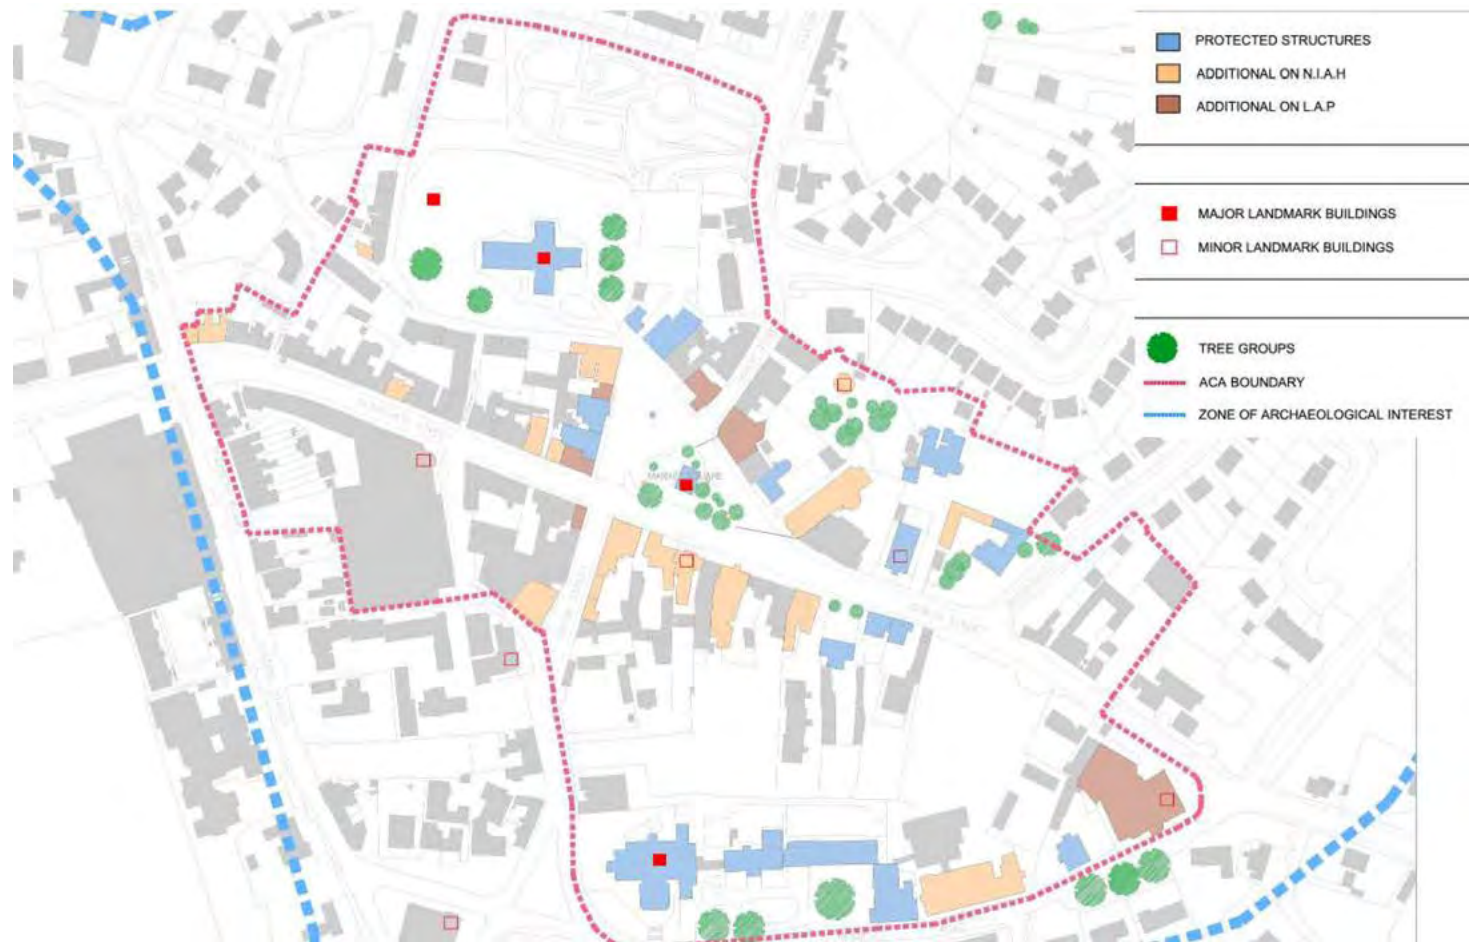 PROTECTED STRUCTURES
ADDITIONAL ON N.I.A.H
ADDITIONAL ON L.A.P
MAJOR LANDMARK BUILDINGS
MINOR LANDMARK BUILDINGS
TREE GROUPS
ACA BOUNDARY
ZONE OF ARCHAEOLOGICAL INTEREST